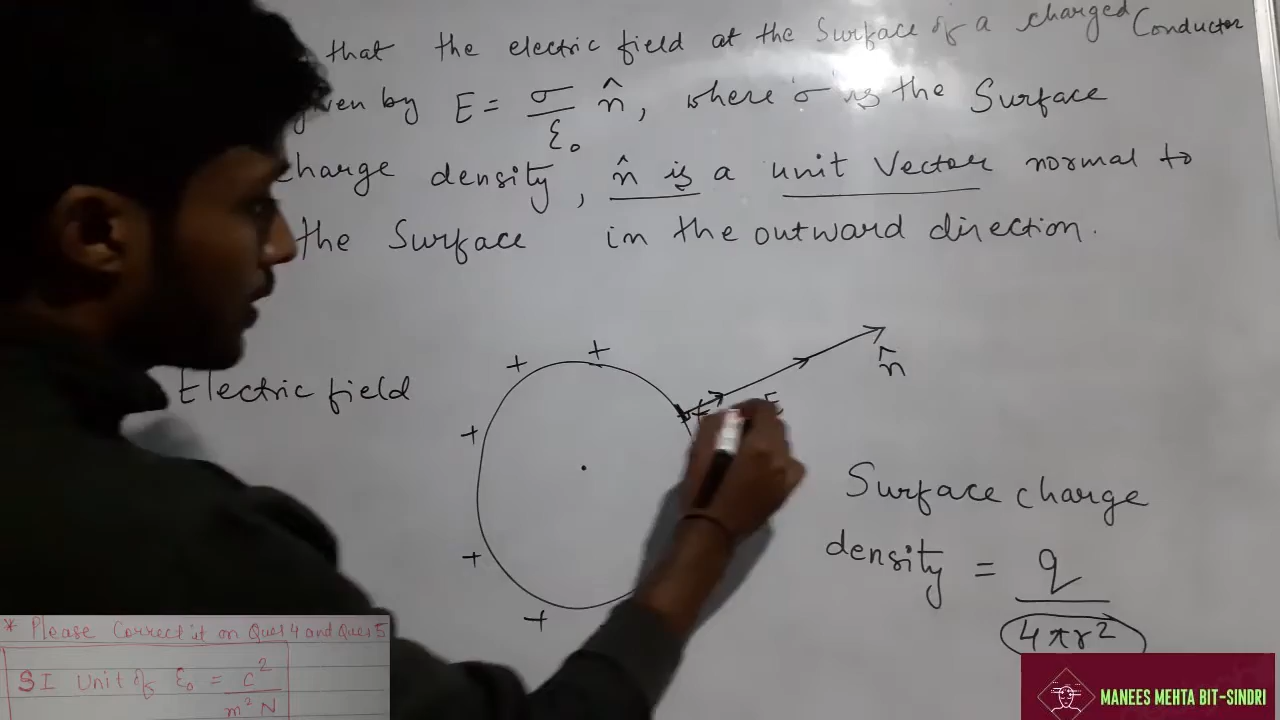 that the electric field at the Surface of a charged Conductor
by E = σ/ε₀ n̂, where 'σ' is the Surface
charge density, n̂ is a unit Vector normal to
the Surface in the outward direction.
+ +
n̂
Electric field
+
E
Surface charge
density = q/4πr²
+
+
* Please Correct it on Ques 4 and Ques 5
SI Unit of ε₀ = c²/m² N
MANEES MEHTA BIT-SINDRI